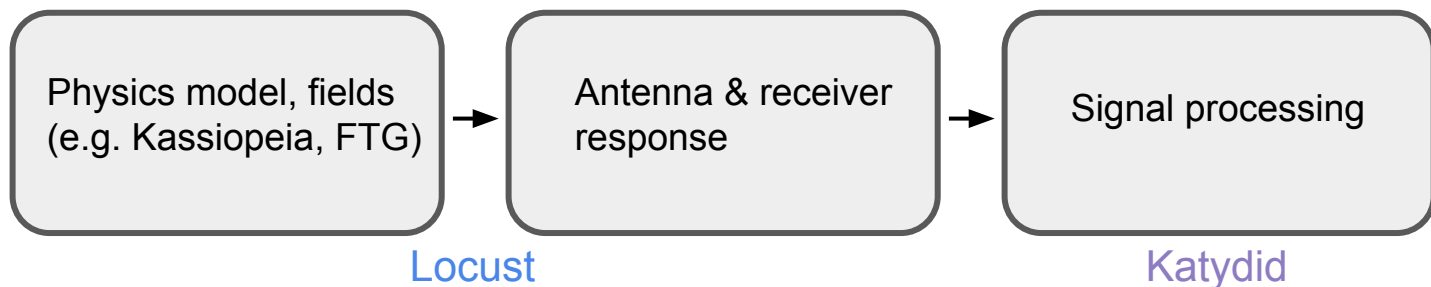 Physics model, fields
(e.g. Kassiopeia, FTG)
Antenna & receiver
response
Signal processing
Locust
Katydid